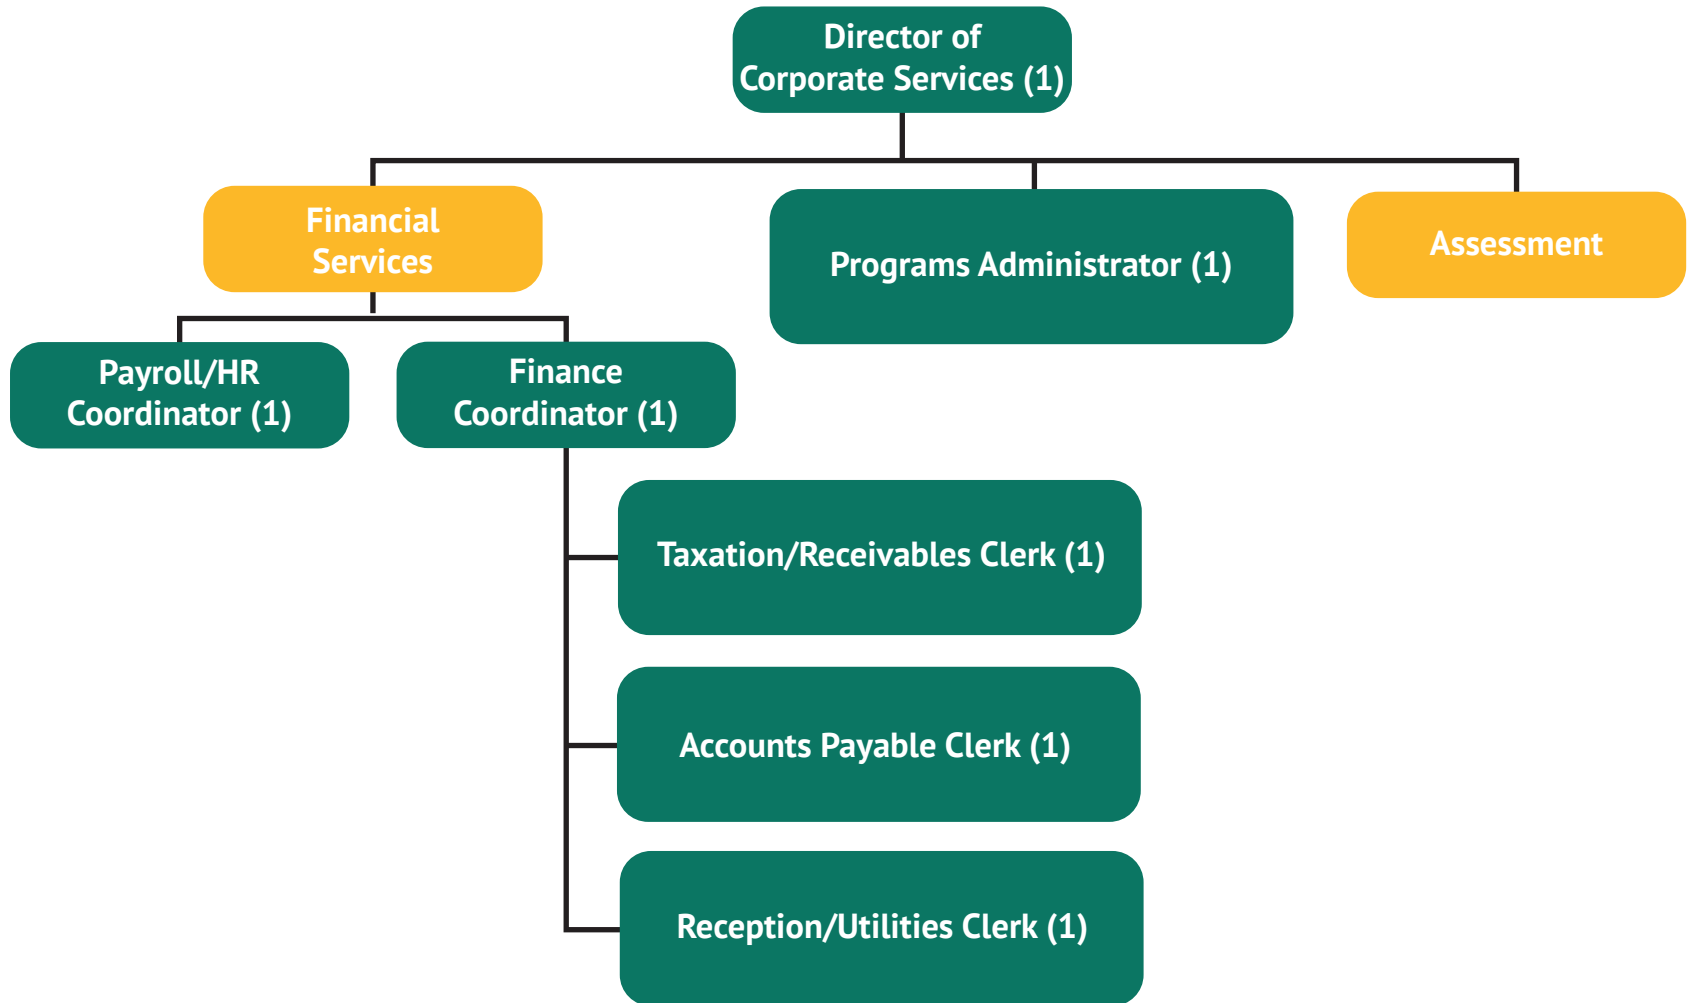 Director of
Corporate Services (1)
Financial
Services
Programs Administrator (1)
Assessment
Payroll/HR
Coordinator (1)
Finance
Coordinator (1)
Taxation/Receivables Clerk (1)
Accounts Payable Clerk (1)
Reception/Utilities Clerk (1)